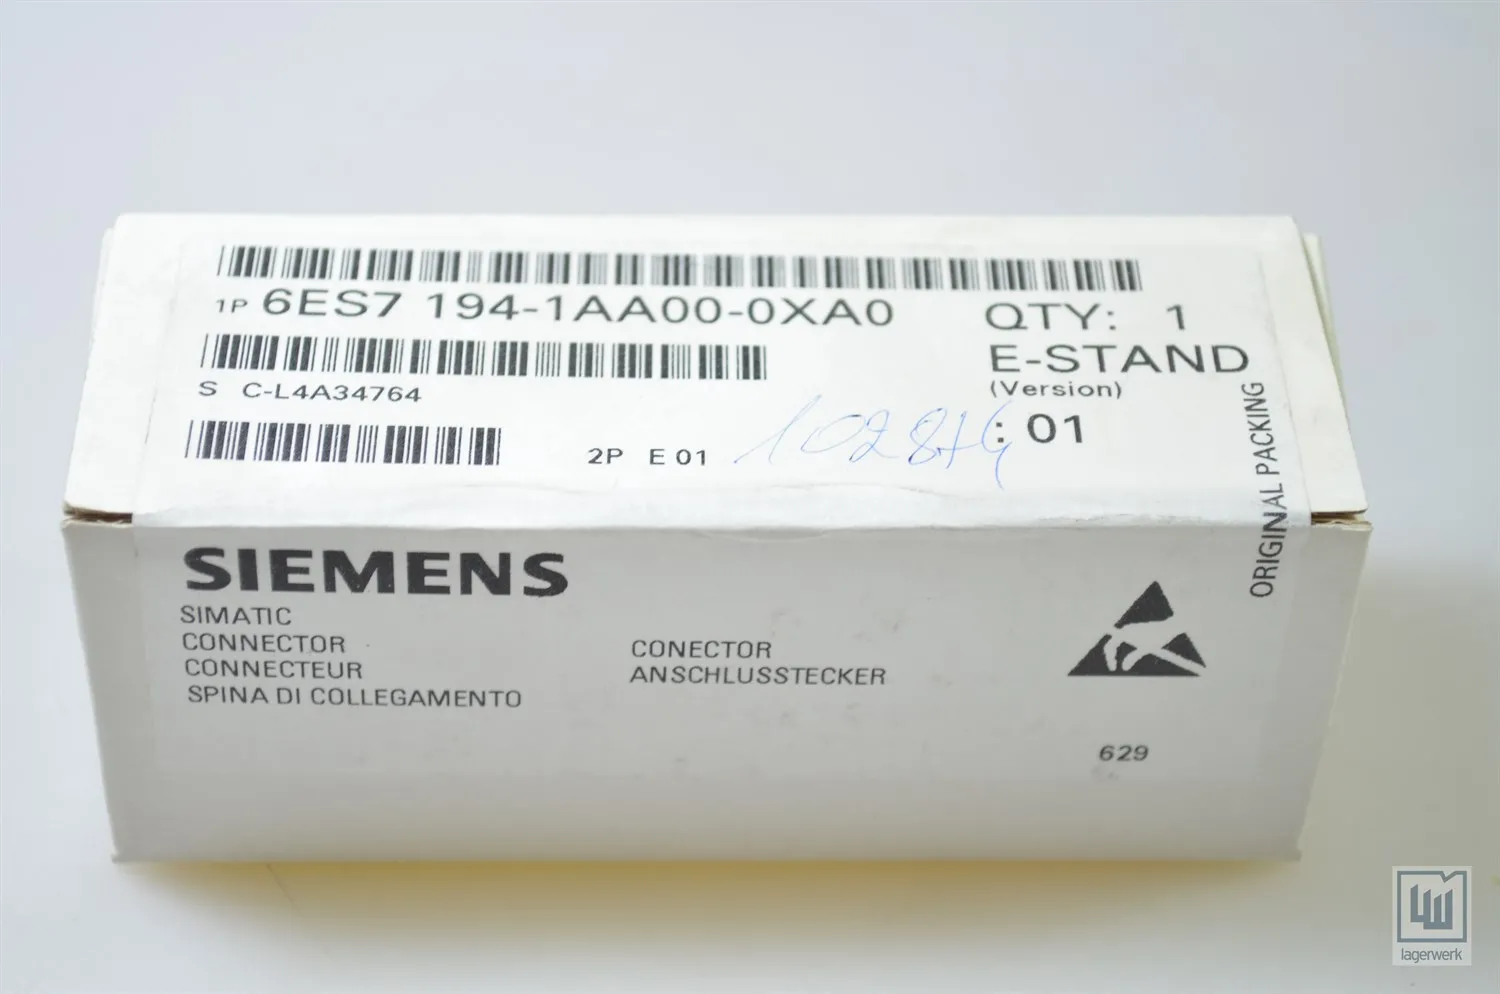 1P 6ES7 194-1AA00-0XA0
QTY: 1
E-STAND
(Version)
: 01
S C-L4A34764
2P E 01
ORIGINAL PACKING
SIEMENS
SIMATIC
CONNECTOR
CONNECTEUR
SPINA DI COLLEGAMENTO
CONECTOR
ANSCHLUSSTECKER
629
lagerwerk